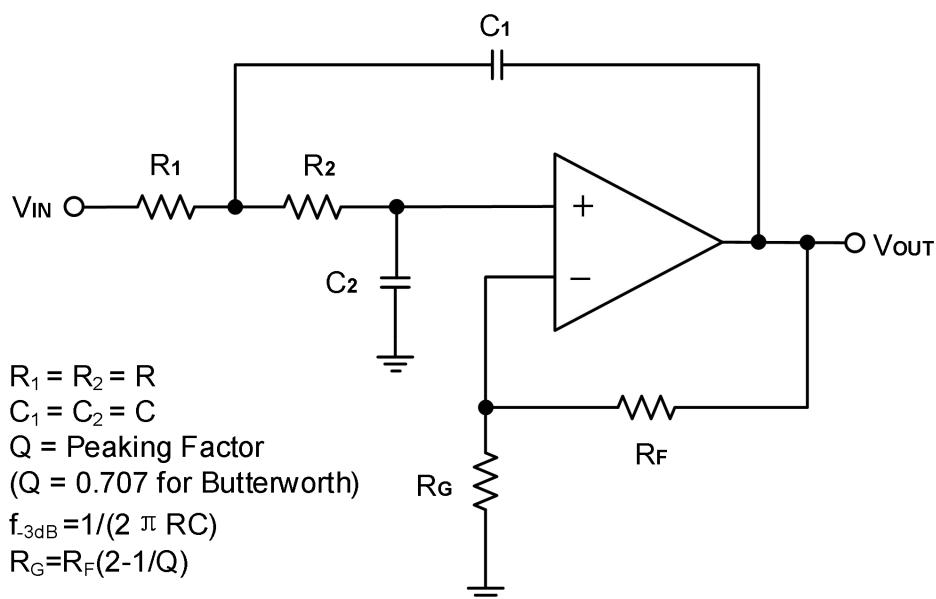 C1
R1
R2
VIN
+
−
VOUT
C2
R1 = R2 = R
C1 = C2 = C
Q = Peaking Factor
(Q = 0.707 for Butterworth)
f-3dB =1/(2 π RC)
RG=RF(2-1/Q)
RF
RG